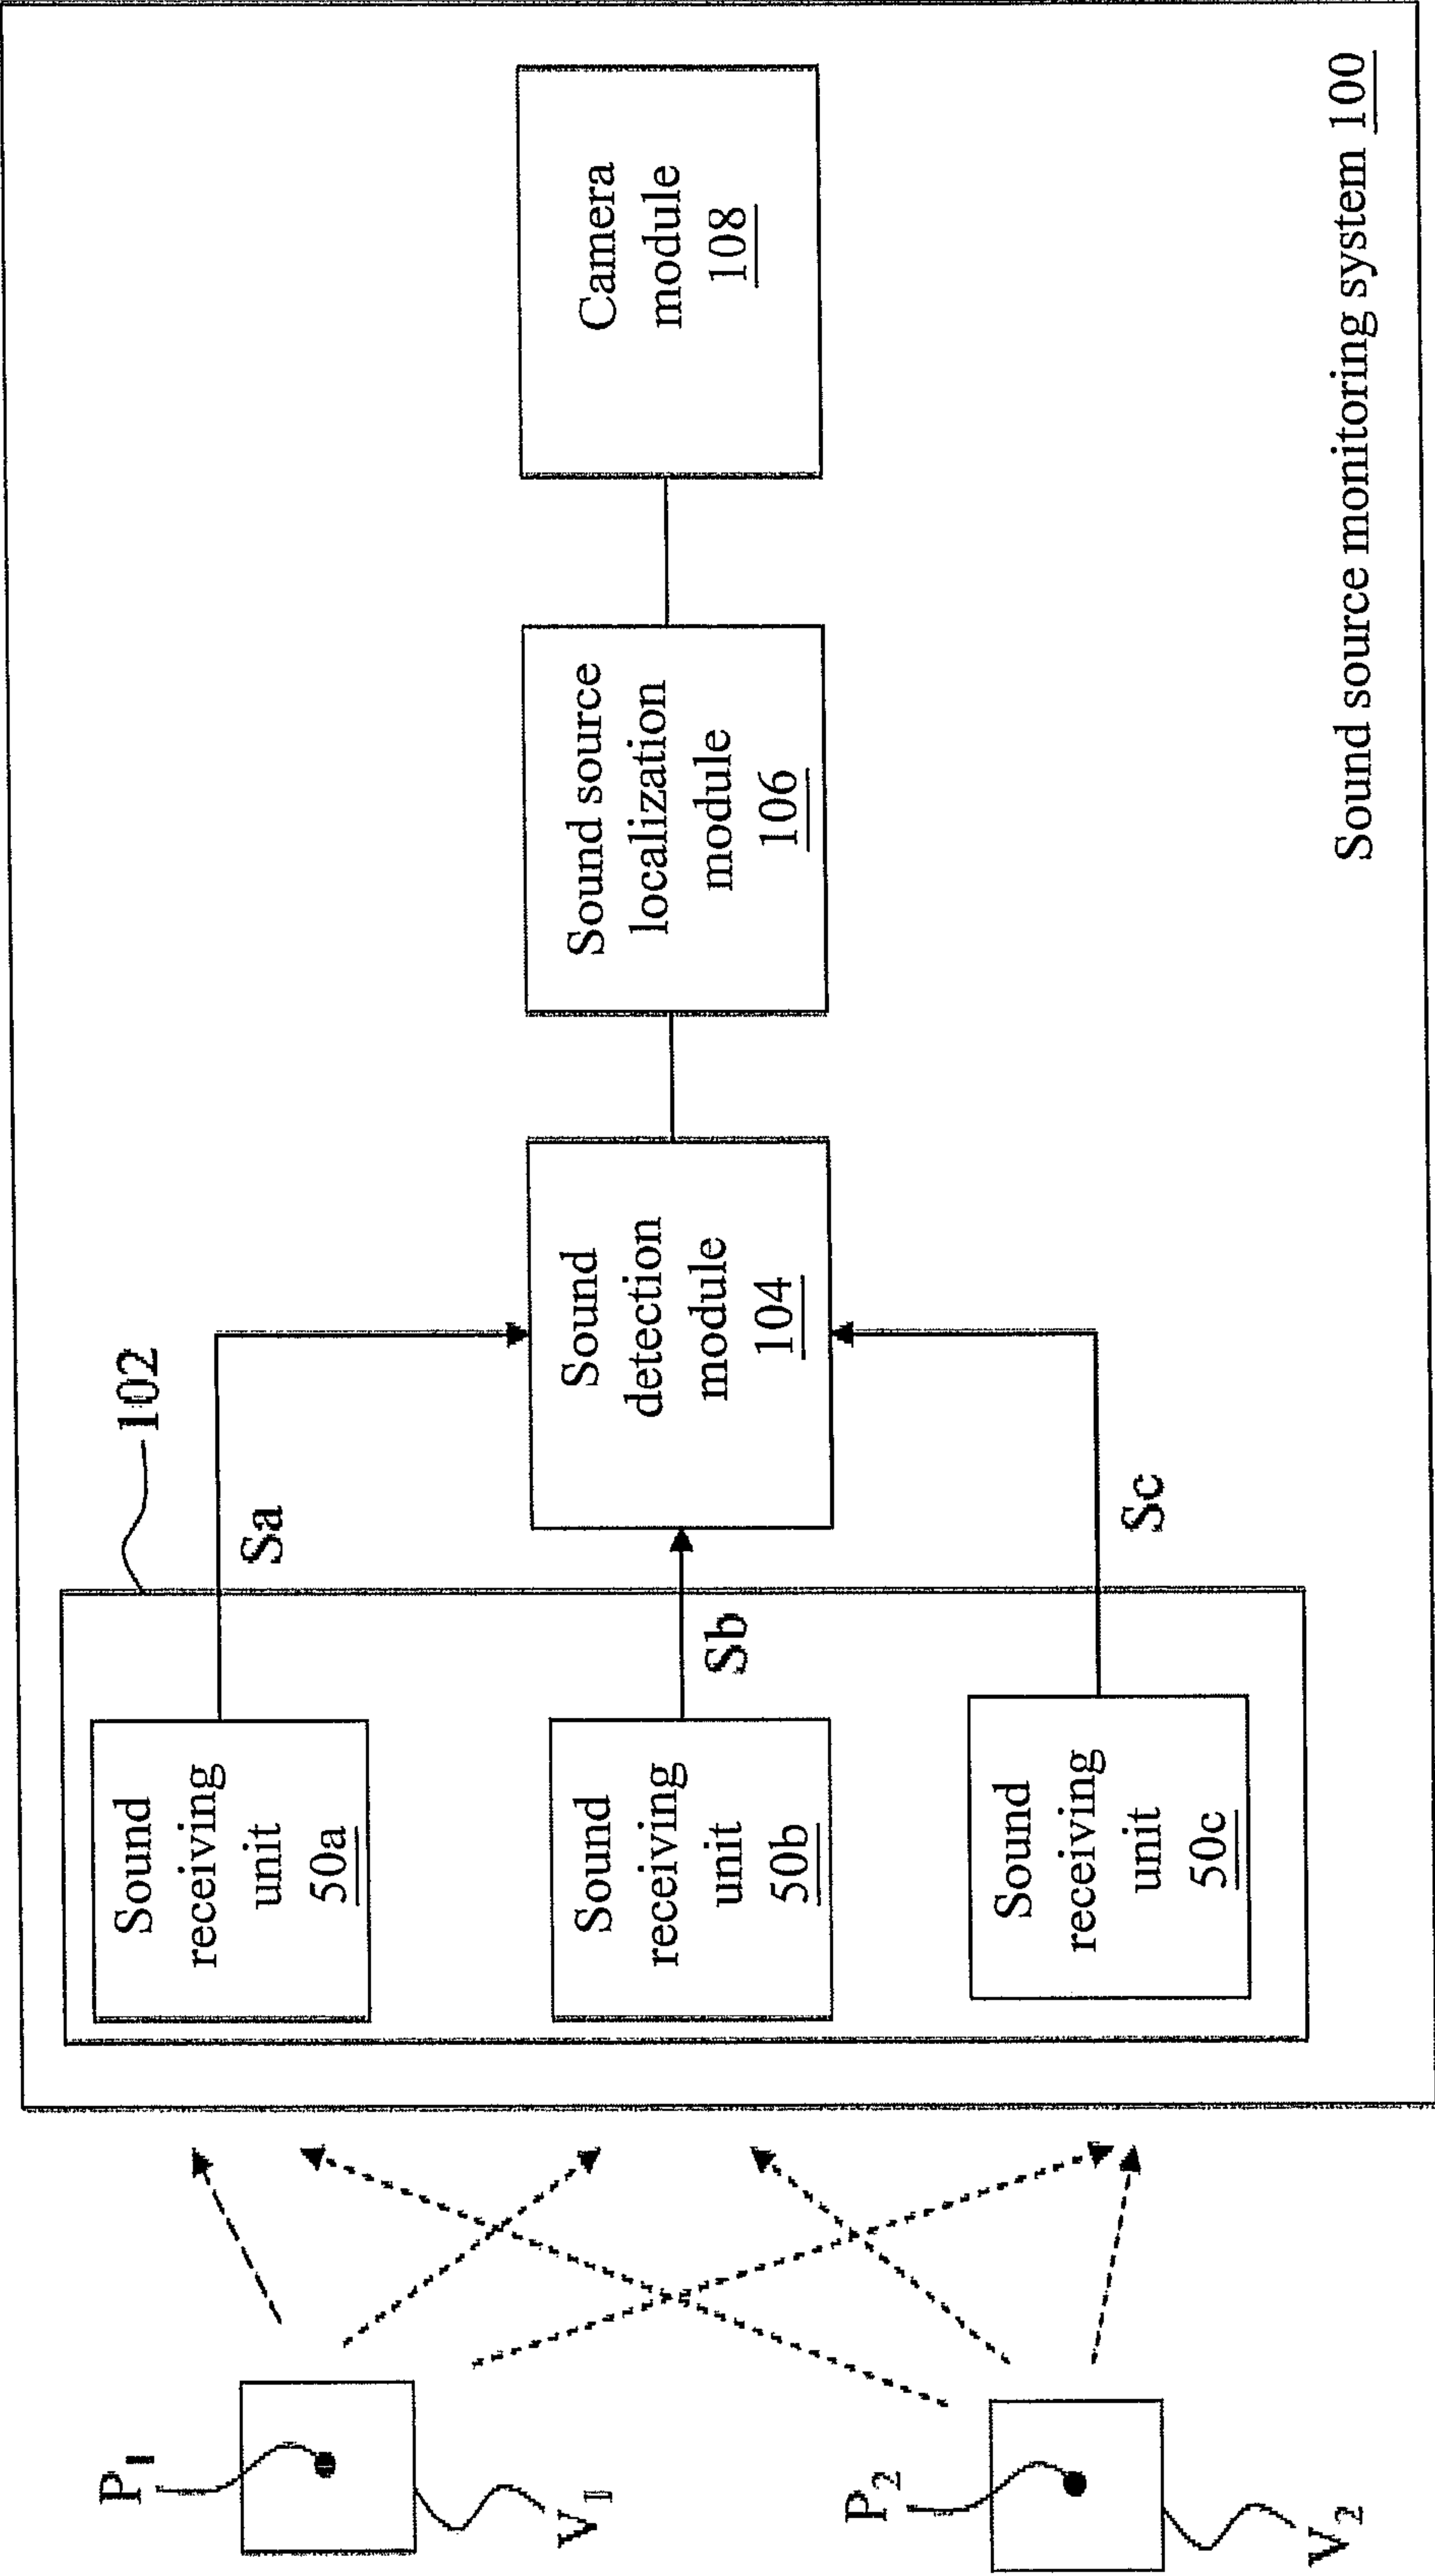 P1
V1
P2
V2
102
Sound
receiving
unit
50a
Sa
Sound
receiving
unit
50b
Sb
Sound
receiving
unit
50c
Sc
Sound
detection
module
104
Sound source
localization
module
106
Camera
module
108
Sound source monitoring system 100